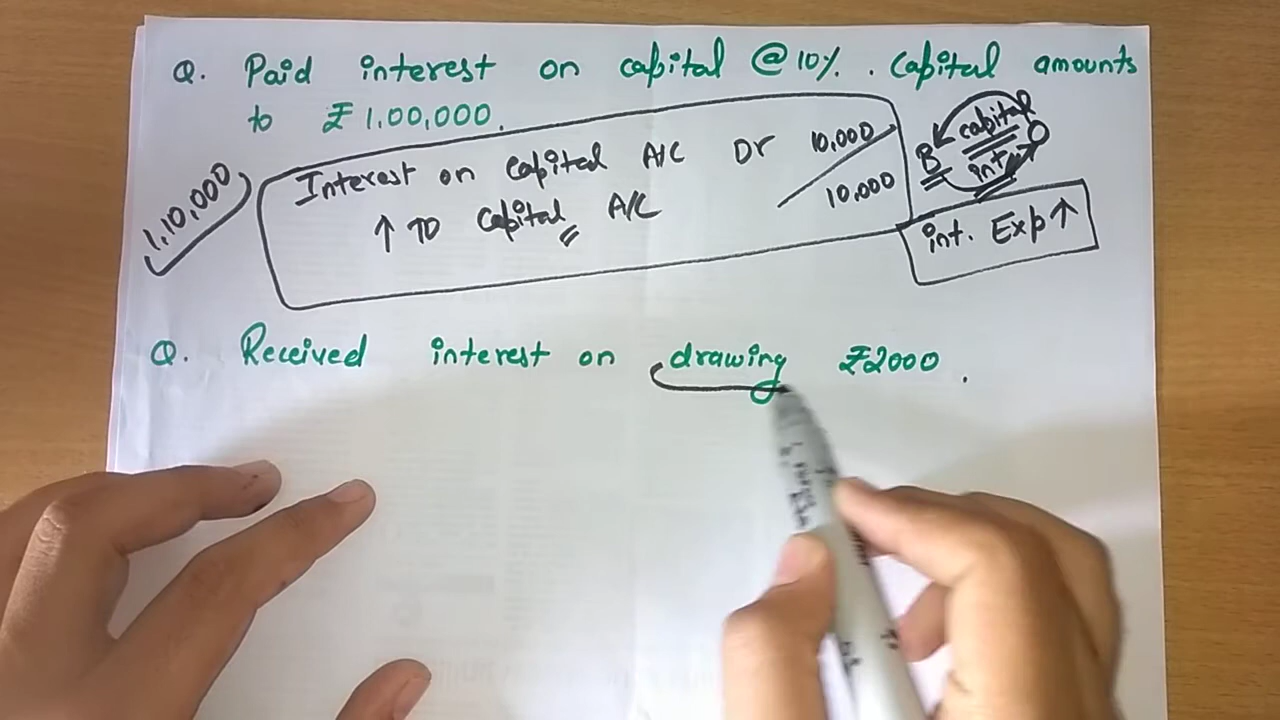 Q. Paid interest on capital @ 10%. Capital amounts
to ₹ 1,00,000.
Interest on capital A/C Dr 10,000
↑ To capital A/C 10,000
1,10,000
capital
B O
int.
int. Exp ↑
Q. Received interest on drawing ₹2000.